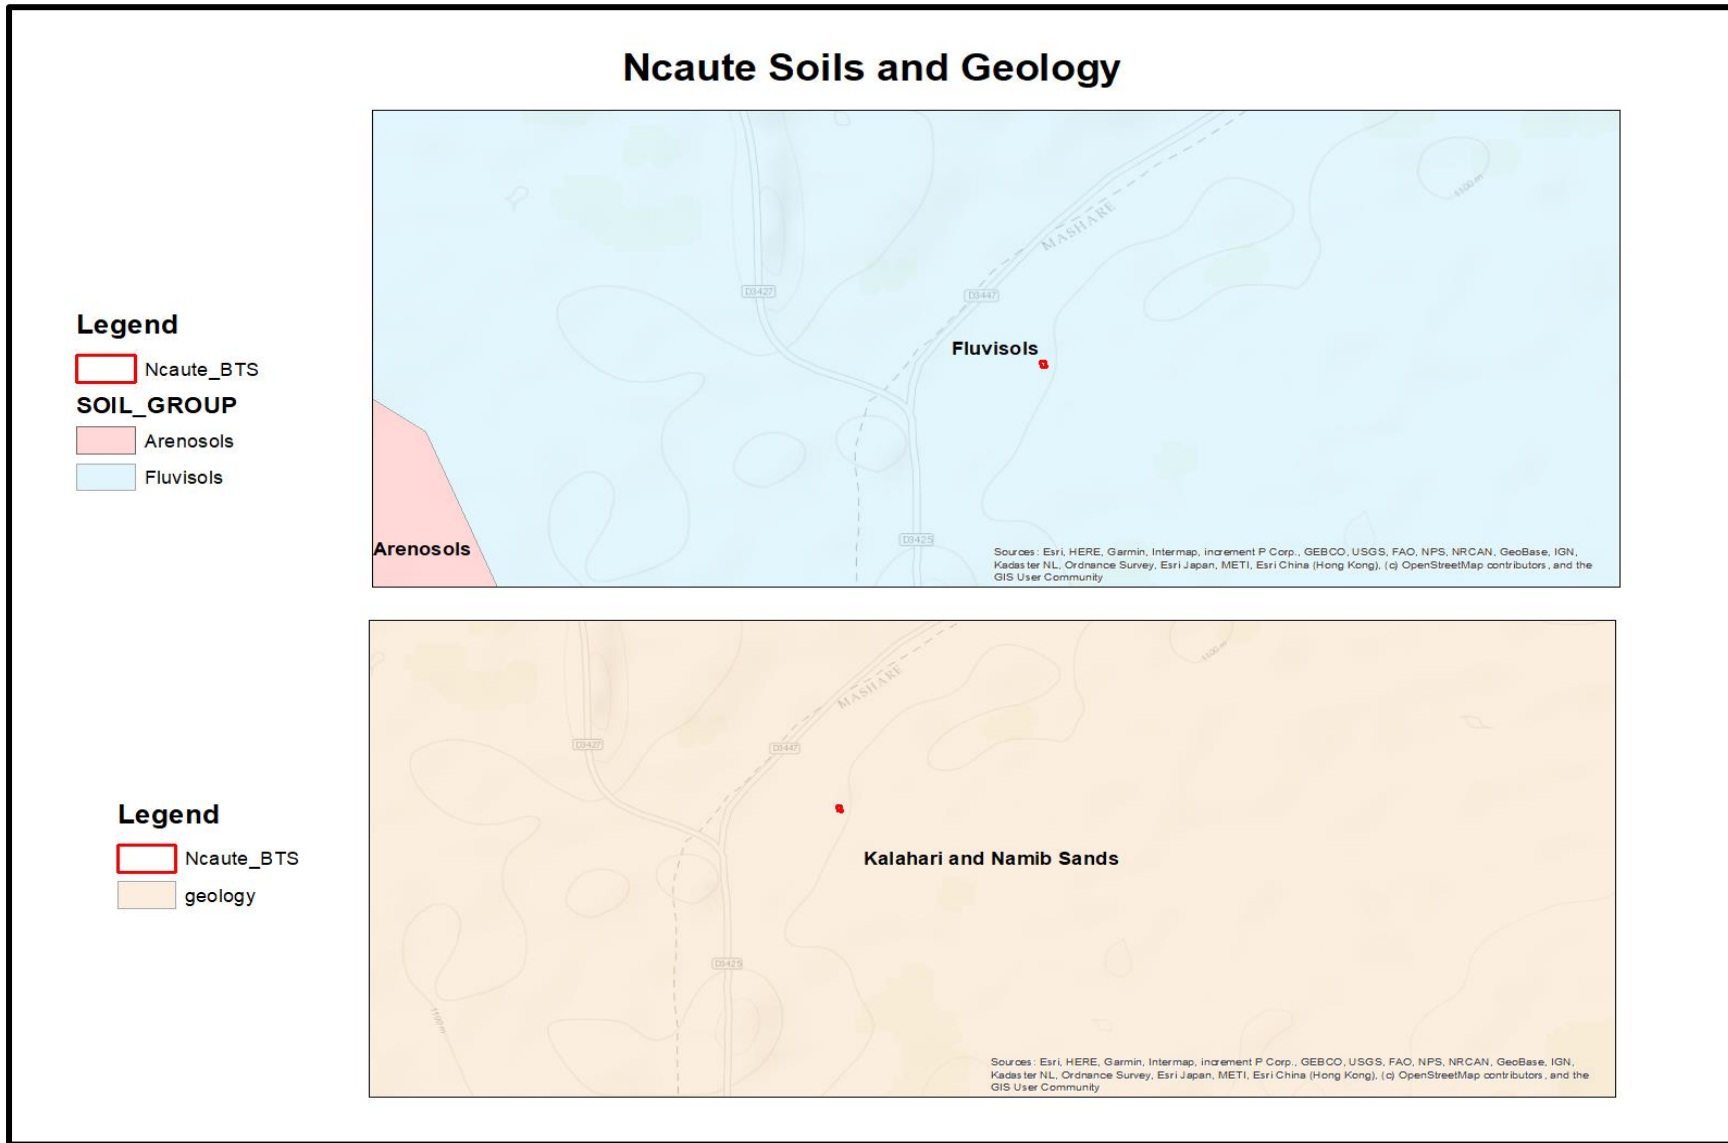 Ncaute Soils and Geology
Legend
Ncaute_BTS
SOIL_GROUP
Arenosols
Fluvisols
MASHARE
1100 m
D3427
D3447
Fluvisols
D3425
Arenosols
Sources: Esri, HERE, Garmin, Intermap, increment P Corp., GEBCO, USGS, FAO, NPS, NRCAN, GeoBase, IGN,
Kadaster NL, Ordnance Survey, Esri Japan, METI, Esri China (Hong Kong), (c) OpenStreetMap contributors, and the
GIS User Community
Legend
Ncaute_BTS
geology
1100 m
MASHARE
D3427
D3447
Kalahari and Namib Sands
D3425
1100 m
Sources: Esri, HERE, Garmin, Intermap, increment P Corp., GEBCO, USGS, FAO, NPS, NRCAN, GeoBase, IGN,
Kadaster NL, Ordnance Survey, Esri Japan, METI, Esri China (Hong Kong), (c) OpenStreetMap contributors, and the
GIS User Community